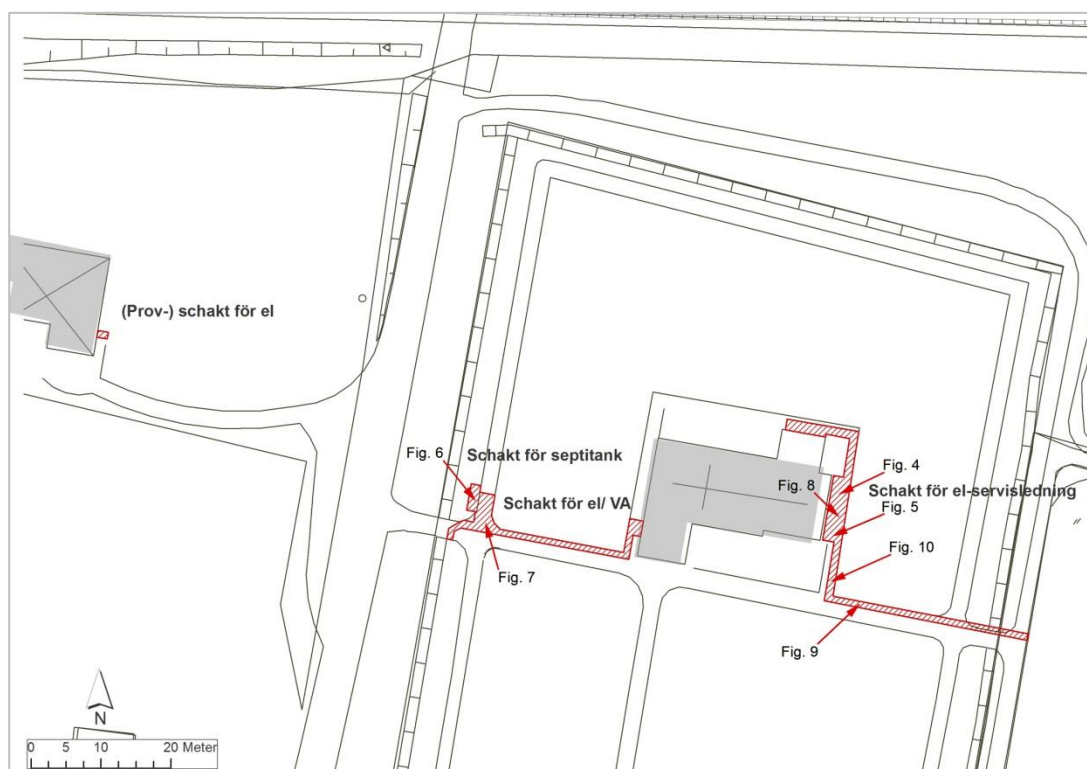 (Prov-) schakt för el
Schakt för septitank
Fig. 6
Schakt för el/ VA
Fig. 7
Fig. 4
Fig. 8
Schakt för el-servisledning
Fig. 5
Fig. 10
Fig. 9
N
0 5 10 20 Meter